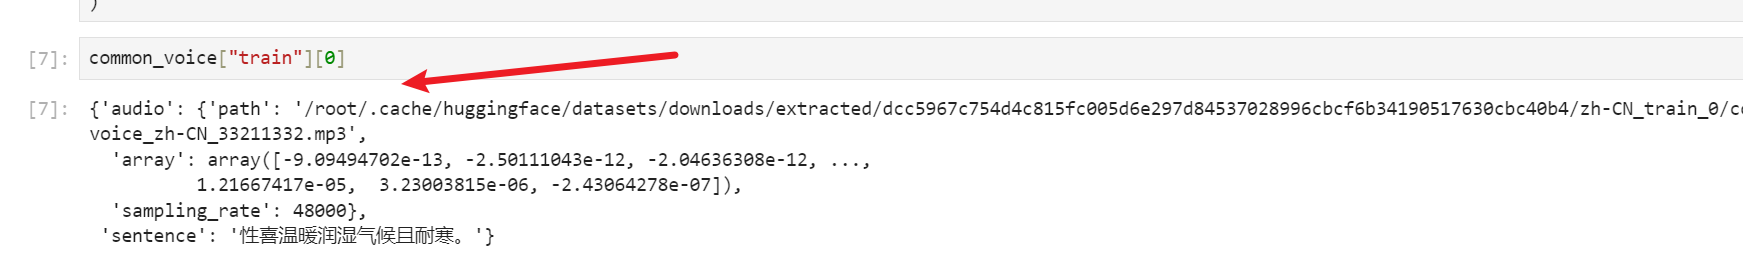 )
[7]: common_voice["train"][0]
[7]: {'audio': {'path': '/root/.cache/huggingface/datasets/downloads/extracted/dcc5967c754d4c815fc005d6e297d84537028996cbcf6b34190517630cbc40b4/zh-CN_train_0/co
voice_zh-CN_33211332.mp3',
'array': array([-9.09494702e-13, -2.50111043e-12, -2.04636308e-12, ...,
1.21667417e-05, 3.23003815e-06, -2.43064278e-07]),
'sampling_rate': 48000},
'sentence': '性喜温暖润湿气候且耐寒。'}